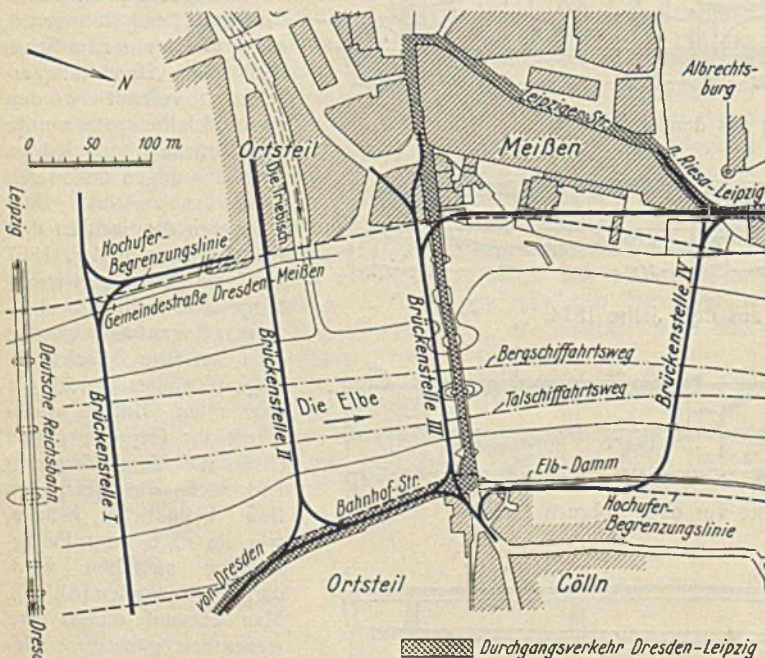 N
0 50 100 m.
Leipzig
Ortsteil
Die Triebisch
Leipziger-Str.
Meißen
Albrechts-
burg
n. Riesa-Leipzig
Hochufer-
Begrenzungslinie
Gemeindestraße Dresden-Meißen
Deutsche Reichsbahn
Brückenstelle I
Brückenstelle II
Brückenstelle III
Brückenstelle IV
Bergschiffahrtsweg
Talschiffahrtsweg
Die Elbe
Elb-Damm
Bahnhof-Str.
Hochufer-
Begrenzungslinie
von-Dresden
Ortsteil
Cölln
Durchgangsverkehr Dresden-Leipzig